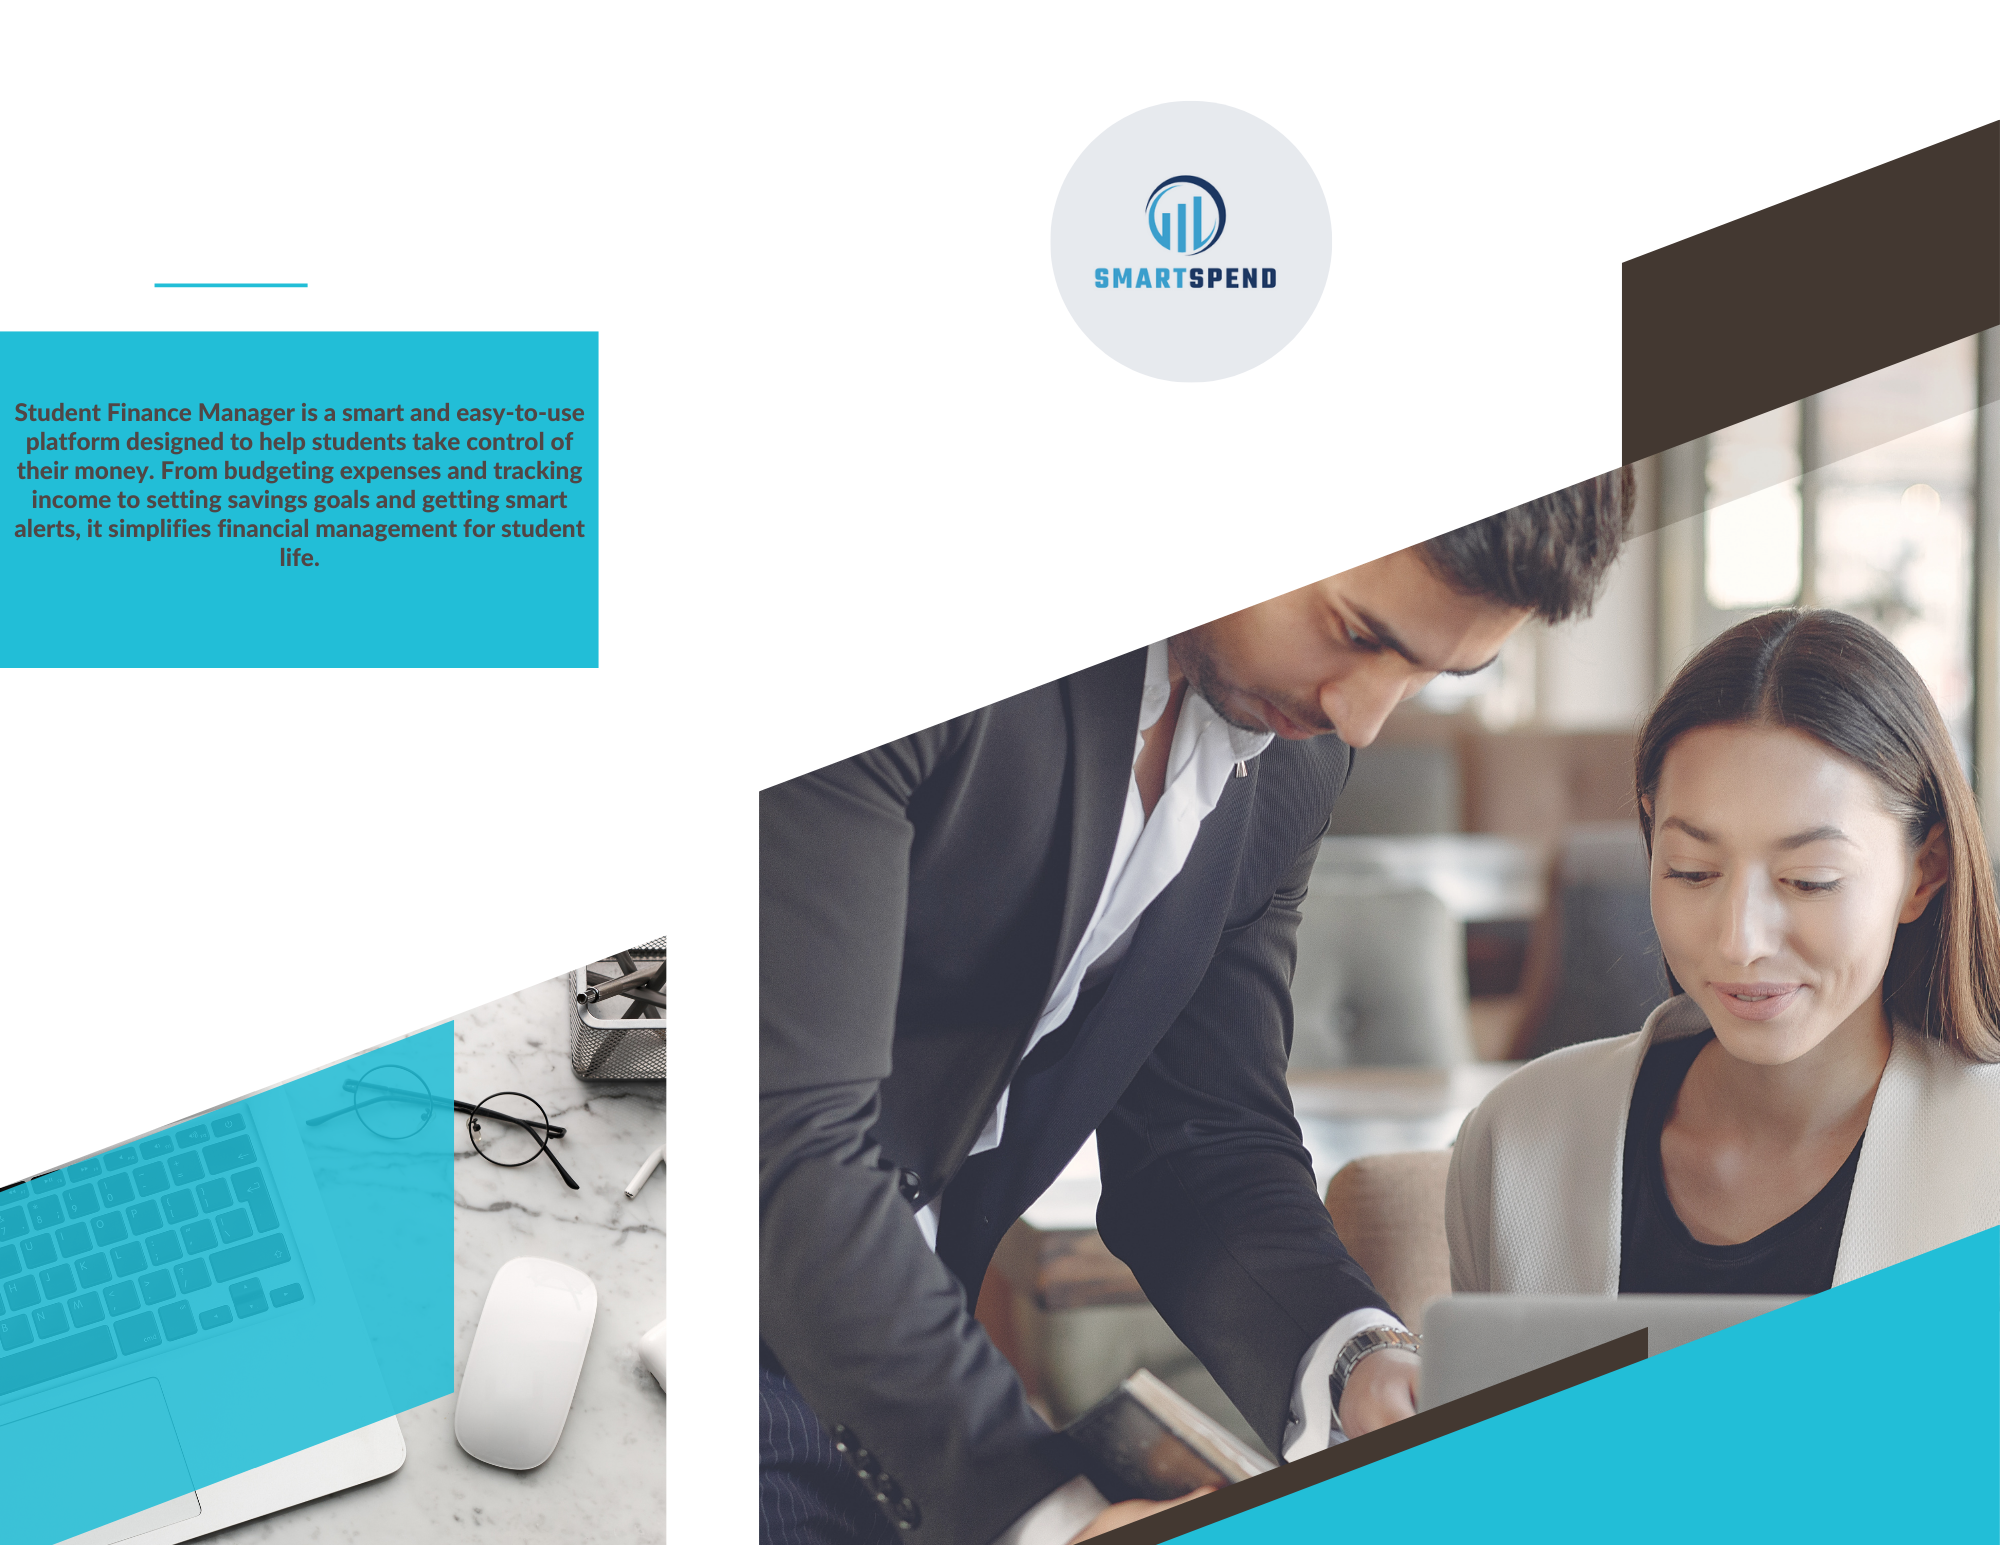 SMARTSPEND
Student Finance Manager is a smart and easy-to-use
platform designed to help students take control of
their money. From budgeting expenses and tracking
income to setting savings goals and getting smart
alerts, it simplifies financial management for student
life.